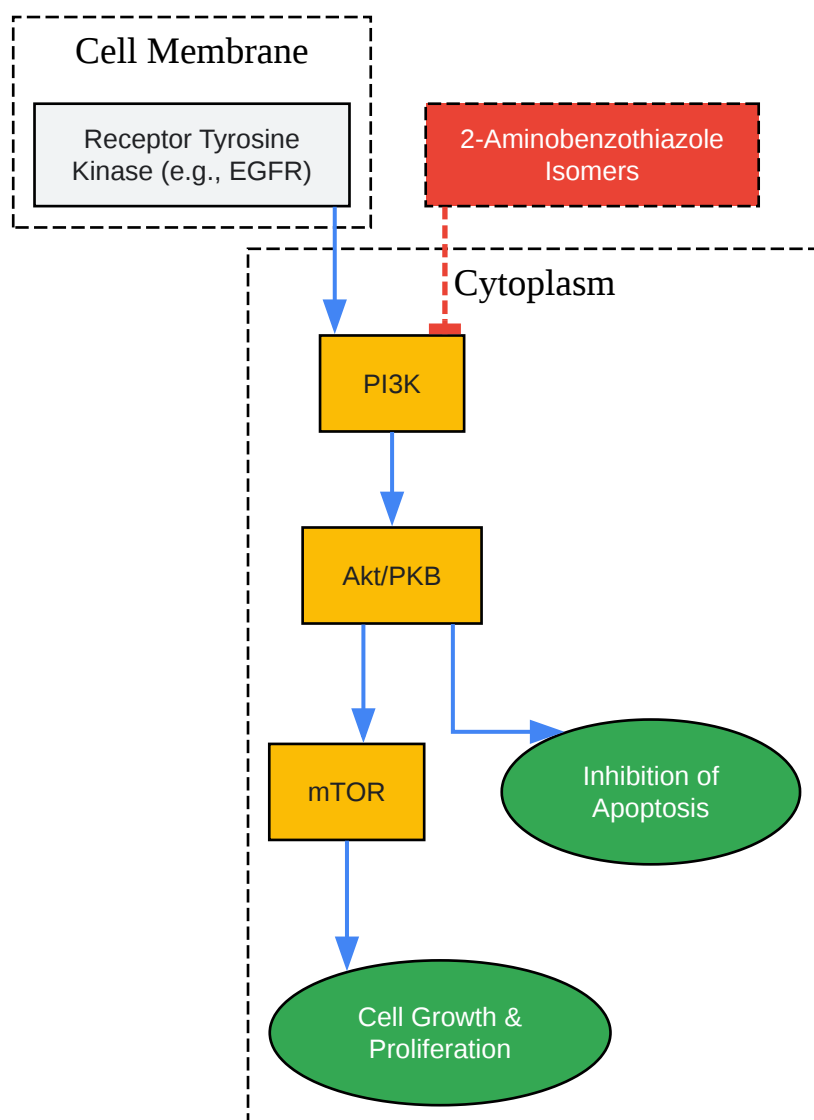 Cell Membrane
Receptor Tyrosine
Kinase (e.g., EGFR)
2-Aminobenzothiazole
Isomers
Cytoplasm
PI3K
Akt/PKB
mTOR
Inhibition of
Apoptosis
Cell Growth &
Proliferation